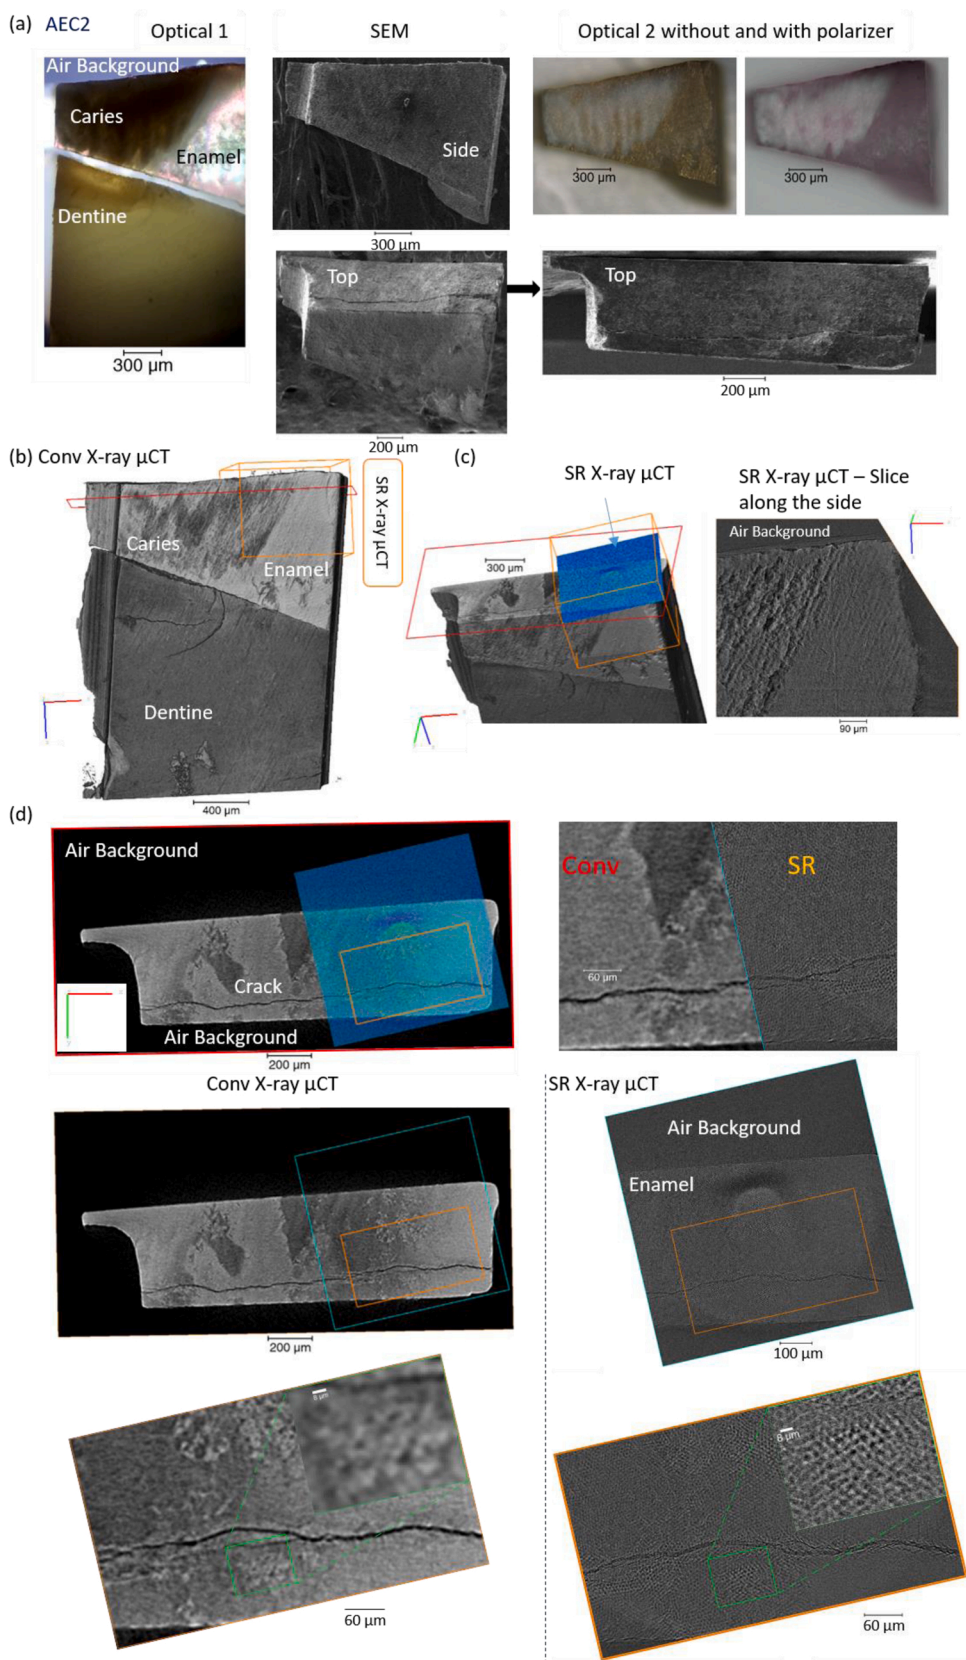 (a) AEC2
Optical 1
SEM
Optical 2 without and with polarizer
Air Background
Caries
Enamel
Dentine
300 µm
Side
300 µm
300 µm
300 µm
Top
200 µm
Top
200 µm
(b) Conv X-ray µCT
SR X-ray µCT
Caries
Enamel
Dentine
400 µm
(c)
SR X-ray µCT
300 µm
SR X-ray µCT – Slice
along the side
Air Background
90 µm
(d)
Air Background
Crack
Air Background
200 µm
Conv
SR
60 µm
Conv X-ray µCT
SR X-ray µCT
200 µm
Air Background
Enamel
100 µm
8 µm
60 µm
8 µm
60 µm